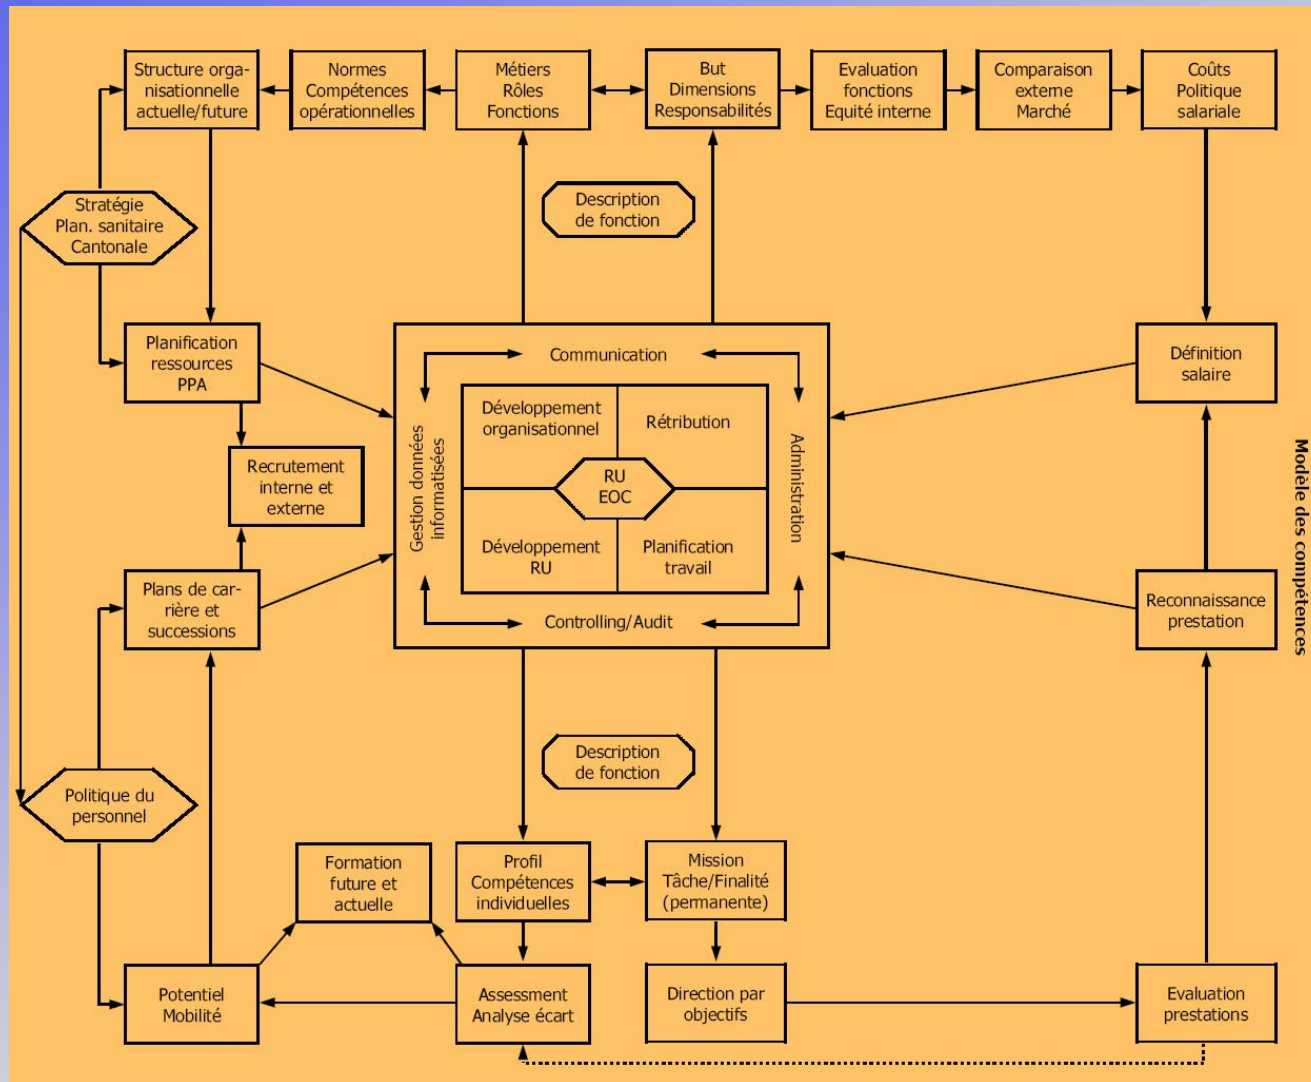 Structure orga-
nisationnelle
actuelle/future
Normes
Compétences
opérationnelles
Métiers
Rôles
Fonctions
But
Dimensions
Responsabilités
Evaluation
fonctions
Equité interne
Comparaison
externe
Marché
Coûts
Politique
salariale
Stratégie
Plan. sanitaire
Cantonale
Description
de fonction
Planification
ressources
PPA
Communication
Définition
salaire
Développement
organisationnel
Rétribution
Gestion données
informatisées
Administration
RU
EOC
Recrutement
interne et
externe
Modèle des compétences
Développement
RU
Planification
travail
Plans de car-
rière et
successions
Controlling/Audit
Reconnaissance
prestation
Description
de fonction
Politique du
personnel
Formation
future et
actuelle
Profil
Compétences
individuelles
Mission
Tâche/Finalité
(permanente)
Potentiel
Mobilité
Assessment
Analyse écart
Direction par
objectifs
Evaluation
prestations